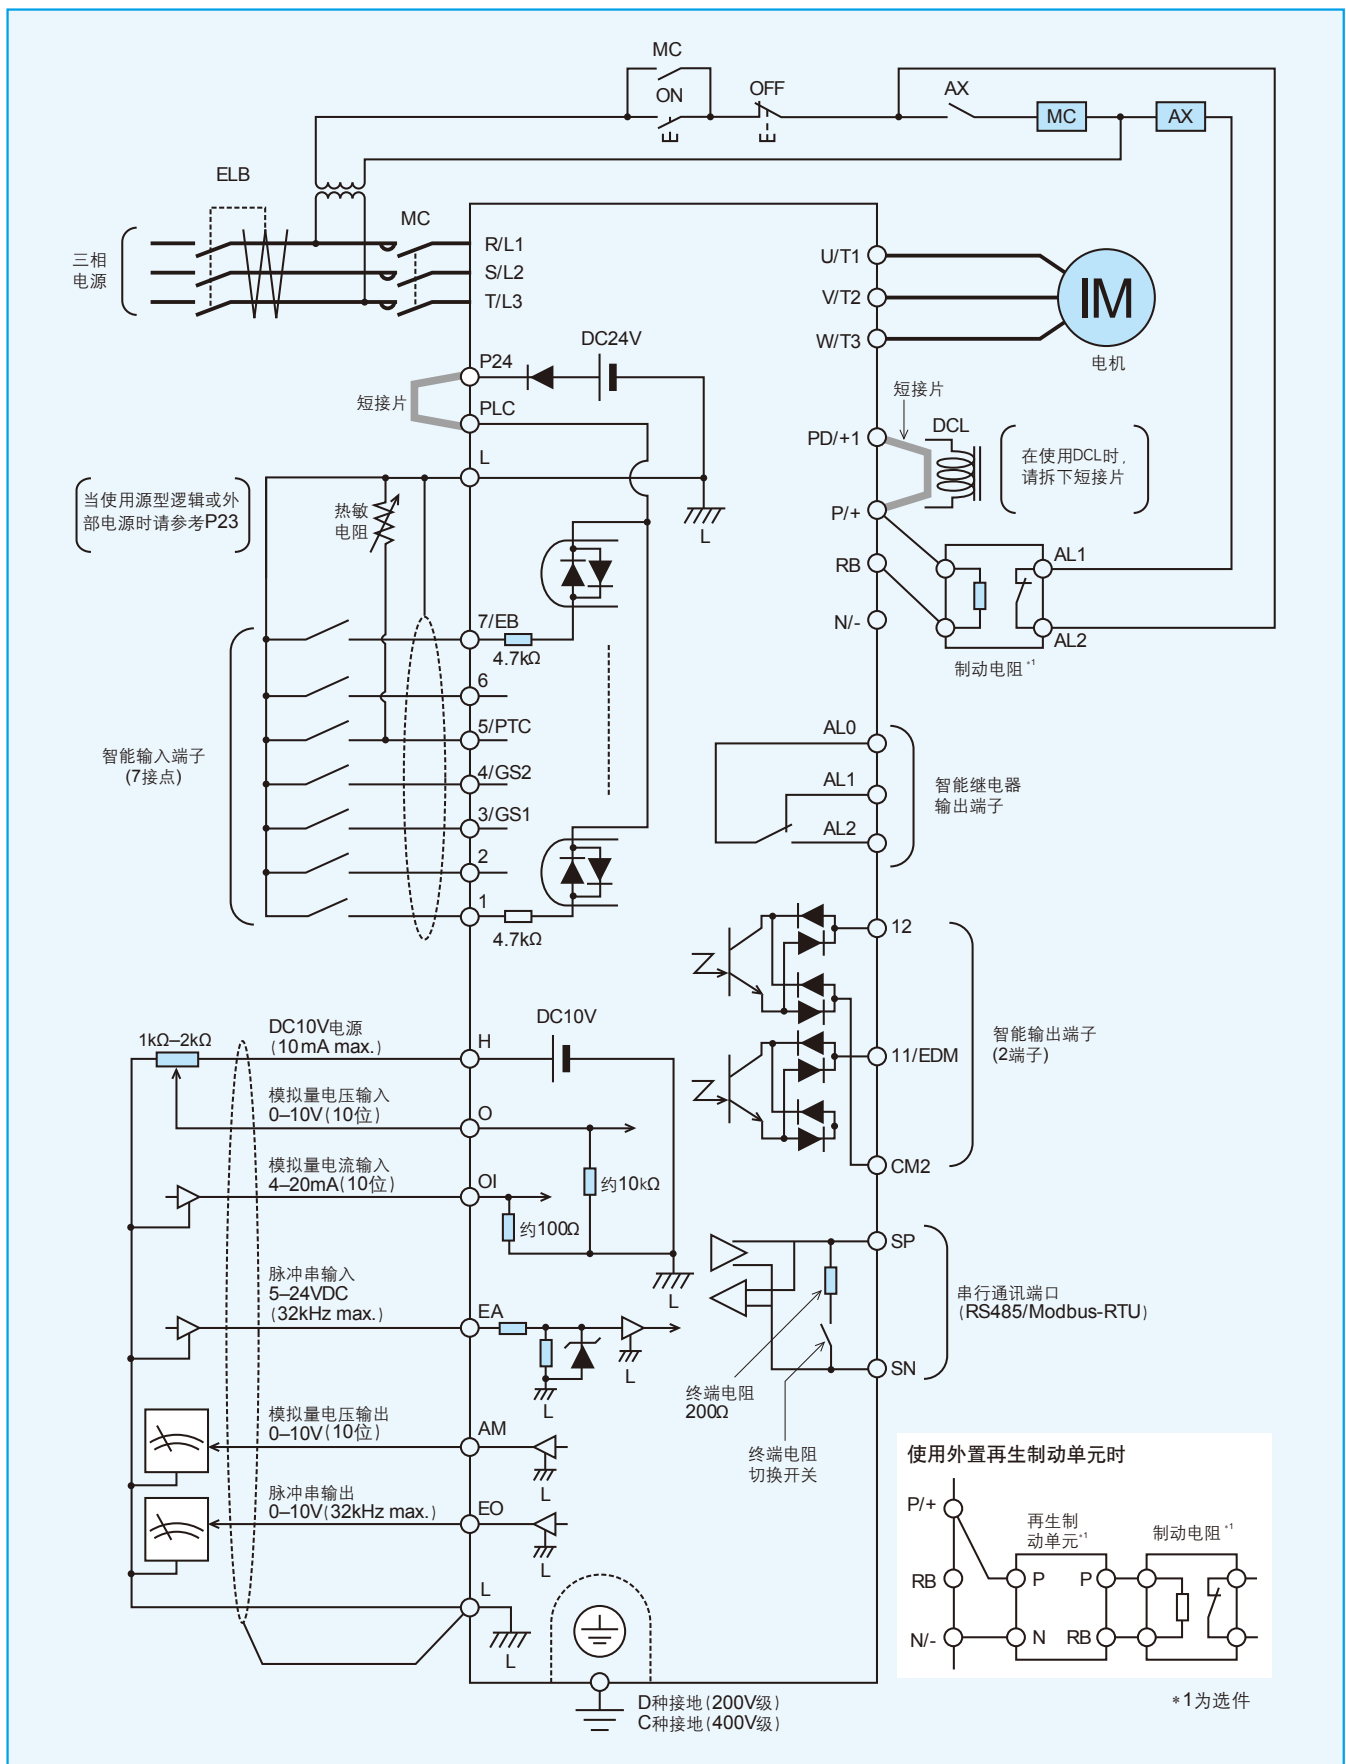 MC
ON
OFF
AX
MC
AX
ELB
MC
三相
电源
R/L1
S/L2
T/L3
U/T1
V/T2
W/T3
IM
电机
P24
DC24V
短接片
PLC
L
L
短接片
PD/+1
DCL
在使用DCL时,
请拆下短接片
P/+
当使用源型逻辑或外
部电源时请参考P23
热敏
电阻
RB
AL1
N/-
AL2
制动电阻*1
7/EB
4.7kΩ
6
5/PTC
4/GS2
3/GS1
2
1
4.7kΩ
智能输入端子
(7接点)
AL0
AL1
AL2
智能继电器
输出端子
12
11/EDM
CM2
智能输出端子
(2端子)
1kΩ–2kΩ
DC10V电源
(10mA max.)
H
DC10V
模拟量电压输入
0–10V(10位)
O
约10kΩ
模拟量电流输入
4–20mA(10位)
OI
约100Ω
L
脉冲串输入
5–24VDC
(32kHz max.)
EA
L
L
SP
SN
串行通讯端口
(RS485/Modbus-RTU)
终端电阻
200Ω
终端电阻
切换开关
模拟量电压输出
0–10V(10位)
AM
L
脉冲串输出
0–10V(32kHz max.)
EO
L
L
L
D种接地(200V级)
C种接地(400V级)
使用外置再生制动单元时
P/+
再生制
动单元*1
制动电阻*1
RB
P
P
N/-
N
RB
*1为选件